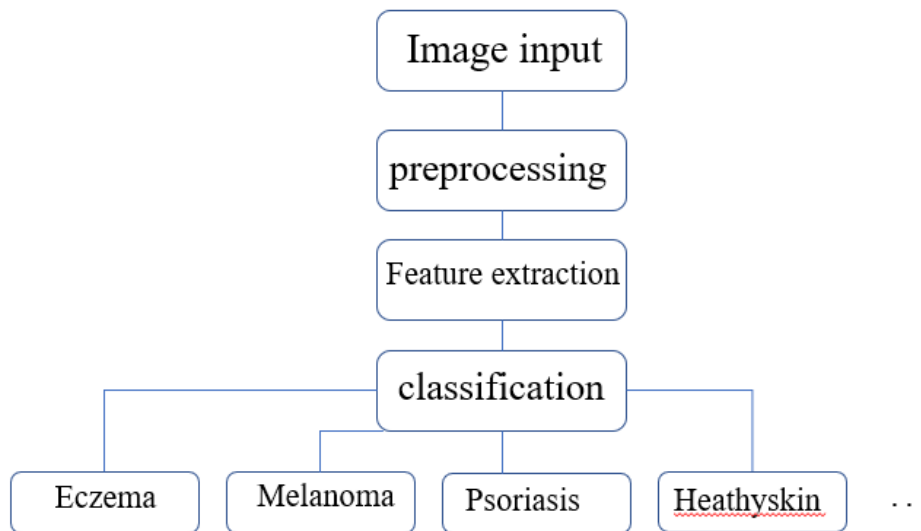 Image input
preprocessing
Feature extraction
classification
Eczema
Melanoma
Psoriasis
Heathyskin
. .